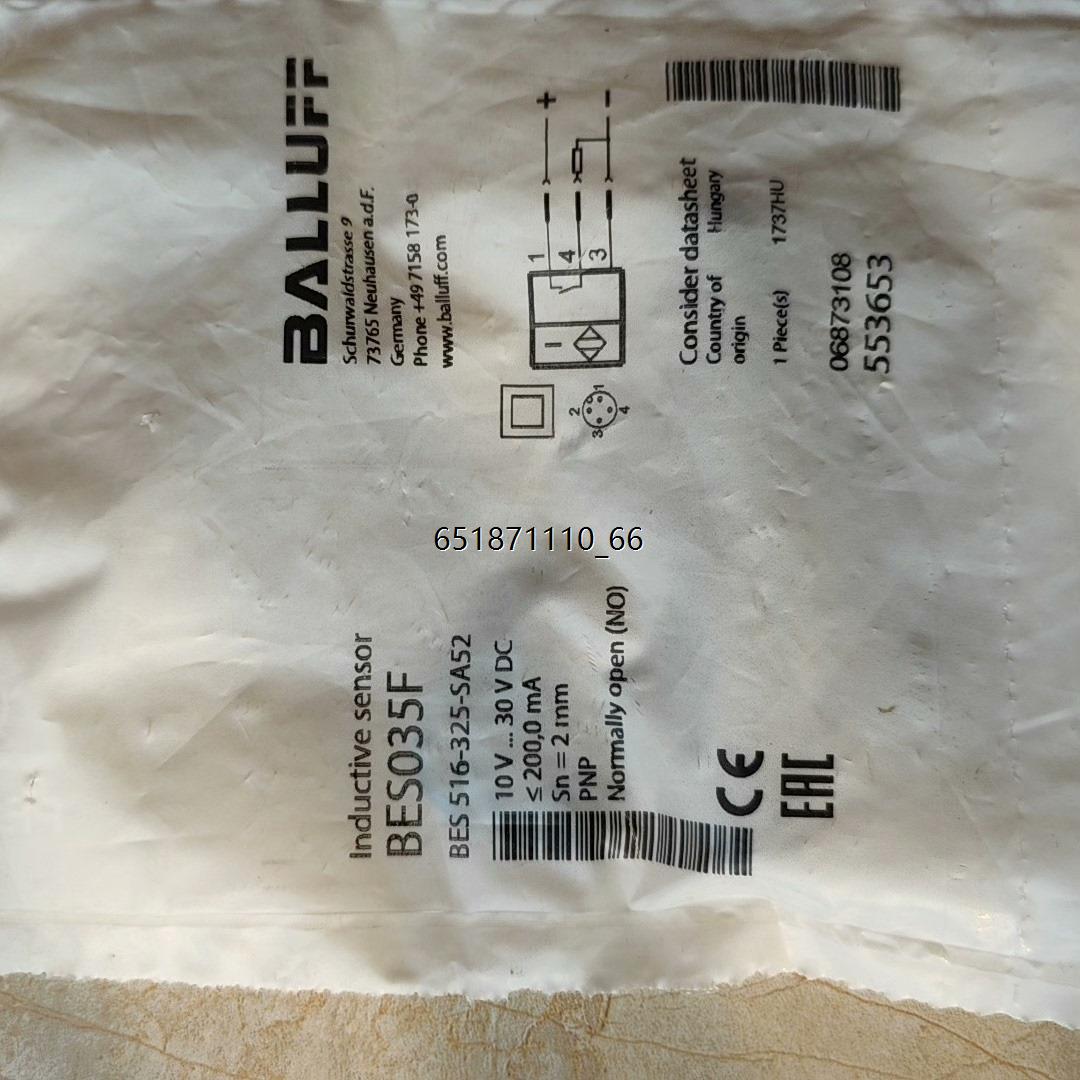 Inductive sensor
BES035F
BES 516-325-SA52
10 V ... 30 V DC
≤ 200,0 mA
Sn = 2 mm
PNP
Normally open (NO)
CE
EAC
BALLUFF
Schurwaldstrasse 9
73765 Neuhausen a.d.F.
Germany
Phone +49 7158 173-0
www.balluff.com
1 +
4
3 -
2
3 1
4
Consider datasheet
Country of Hungary
origin
1 Piece(s) 1737HU
06873108
553653
651871110_66